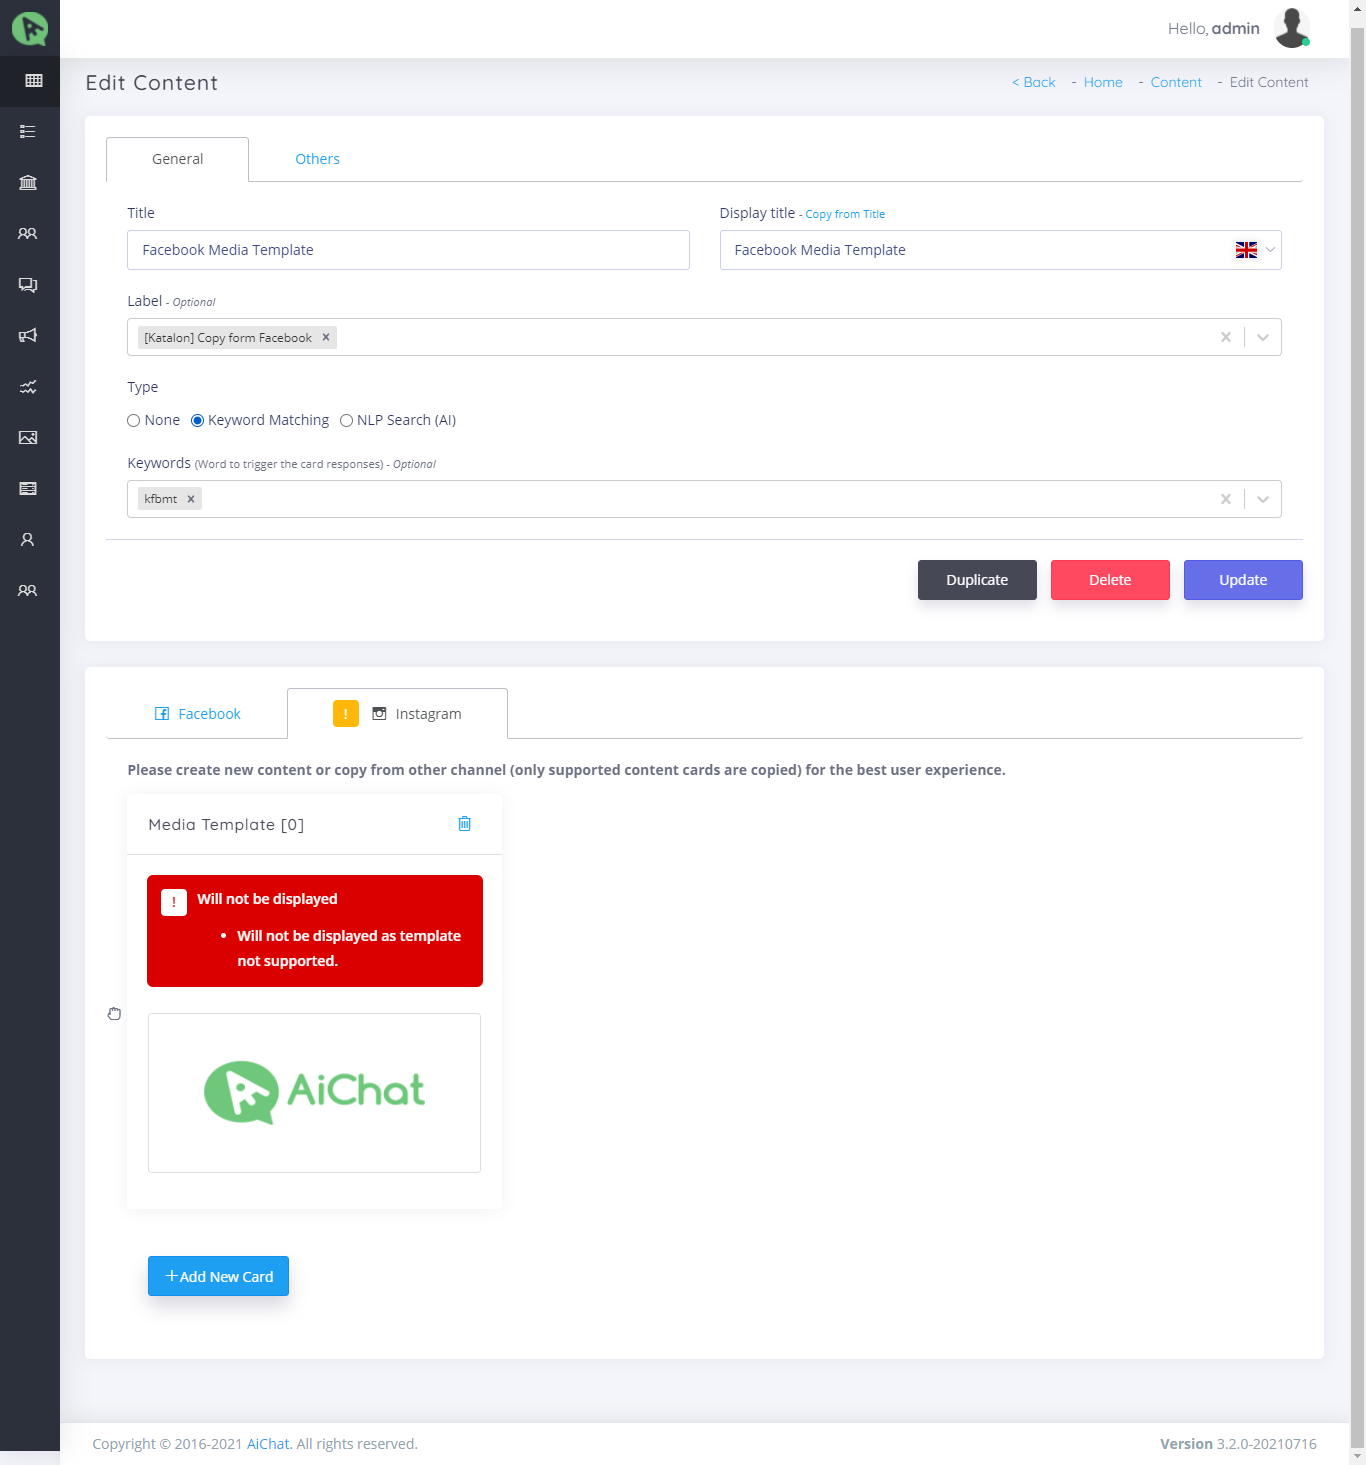 Hello, admin
Edit Content
< Back - Home - Content - Edit Content
General
Others
Title
Display title - Copy from Title
Facebook Media Template
Facebook Media Template
Label - Optional
[Katalon] Copy form Facebook ×
Type
None
Keyword Matching
NLP Search (AI)
Keywords (Word to trigger the card responses) - Optional
kfbmt ×
Duplicate
Delete
Update
Facebook
! Instagram
Please create new content or copy from other channel (only supported content cards are copied) for the best user experience.
Media Template [0]
! Will not be displayed
• Will not be displayed as template
not supported.
AiChat
+Add New Card
Copyright © 2016-2021 AiChat. All rights reserved.
Version 3.2.0-20210716